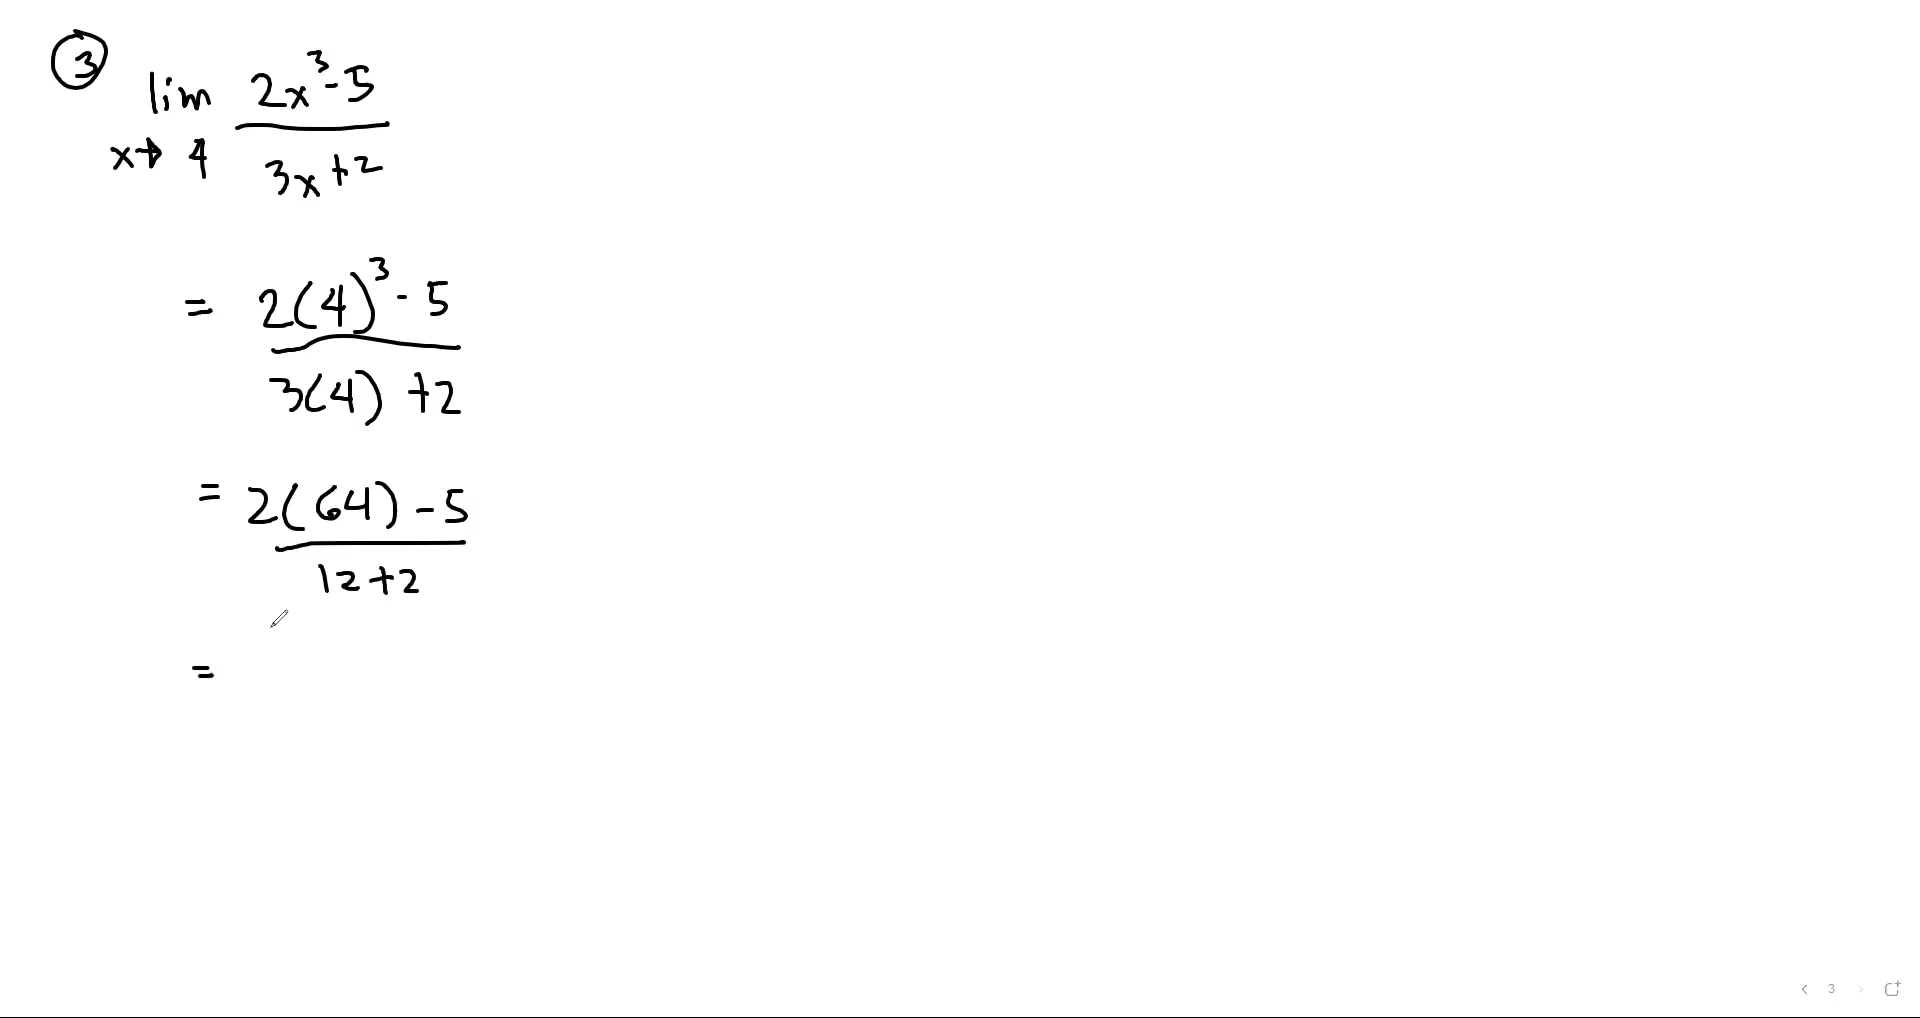 ③
lim 2x³-5
x→4 3x+2
= 2(4)³ - 5
3(4) +2
= 2(64) - 5
12+2
=
3